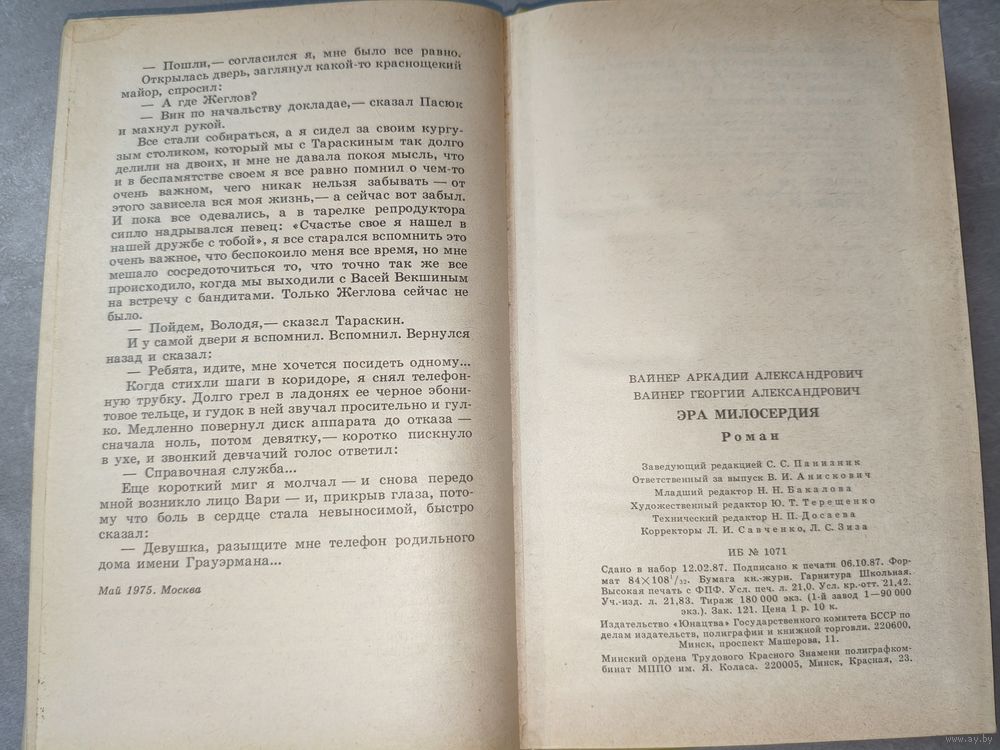 — Пошли,— согласился я, мне было все равно.
Открылась дверь, заглянул какой-то краснощекий
майор, спросил:
— А где Жеглов?
— Вин по начальству докладае,— сказал Пасюк
и махнул рукой.
Все стали собираться, а я сидел за своим кургу-
зым столиком, который мы с Тараскиным так долго
делили на двоих, и мне не давала покоя мысль, что
и в беспамятстве своем я все равно помнил о чем-то
очень важном, чего никак нельзя забывать — от
этого зависела вся моя жизнь,— а сейчас вот забыл.
И пока все одевались, а в тарелке репродуктора
сипло надрывался певец: «Счастье свое я нашел в
нашей дружбе с тобой», я все старался вспомнить это
очень важное, что беспокоило меня все время, но мне
мешало сосредоточиться то, что точно так же все
происходило, когда мы выходили с Васей Векшиным
на встречу с бандитами. Только Жеглова сейчас не
было.
— Пойдем, Володя,— сказал Тараскин.
И у самой двери я вспомнил. Вспомнил. Вернулся
назад и сказал:
— Ребята, идите, мне хочется посидеть одному...
Когда стихли шаги в коридоре, я снял телефон-
ную трубку. Долго грел в ладонях ее черное эбони-
товое тельце, и гудок в ней звучал просительно и гул-
ко. Медленно повернул диск аппарата до отказа —
сначала ноль, потом девятку,— коротко пискнуло
в ухе, и звонкий девчачий голос ответил:
— Справочная служба...
Еще короткий миг я молчал — и снова передо
мной возникло лицо Вари — и, прикрыв глаза, пото-
му что боль в сердце стала невыносимой, быстро
сказал:
— Девушка, разыщите мне телефон родильного
дома имени Грауэрмана...
Май 1975. Москва
ВАЙНЕР АРКАДИЙ АЛЕКСАНДРОВИЧ
ВАЙНЕР ГЕОРГИЙ АЛЕКСАНДРОВИЧ
ЭРА МИЛОСЕРДИЯ
Роман
Заведующий редакцией С. С. Панизник
Ответственный за выпуск В. И. Анискович
Младший редактор Н. Н. Бакалова
Художественный редактор Ю. Т. Терещенко
Технический редактор Н. П. Досаева
Корректоры Л. И. Савченко, Л. С. Зиза
ИБ № 1071
Сдано в набор 12.02.87. Подписано к печати 06.10.87. Фор-
мат 84×108¹/₃₂. Бумага кн.-журн. Гарнитура Школьная.
Высокая печать с ФПФ. Усл. печ. л. 21,0. Усл. кр.-отт. 21,42.
Уч.-изд. л. 21,83. Тираж 180 000 экз. (1-й завод 1—90 000
экз.). Зак. 121. Цена 1 р. 10 к.
Издательство «Юнацтва» Государственного комитета БССР по
делам издательств, полиграфии и книжной торговли. 220600,
Минск, проспект Машерова, 11.
Минский ордена Трудового Красного Знамени полиграфком-
бинат МППО им. Я. Коласа. 220005, Минск, Красная, 23.
www.ay.by